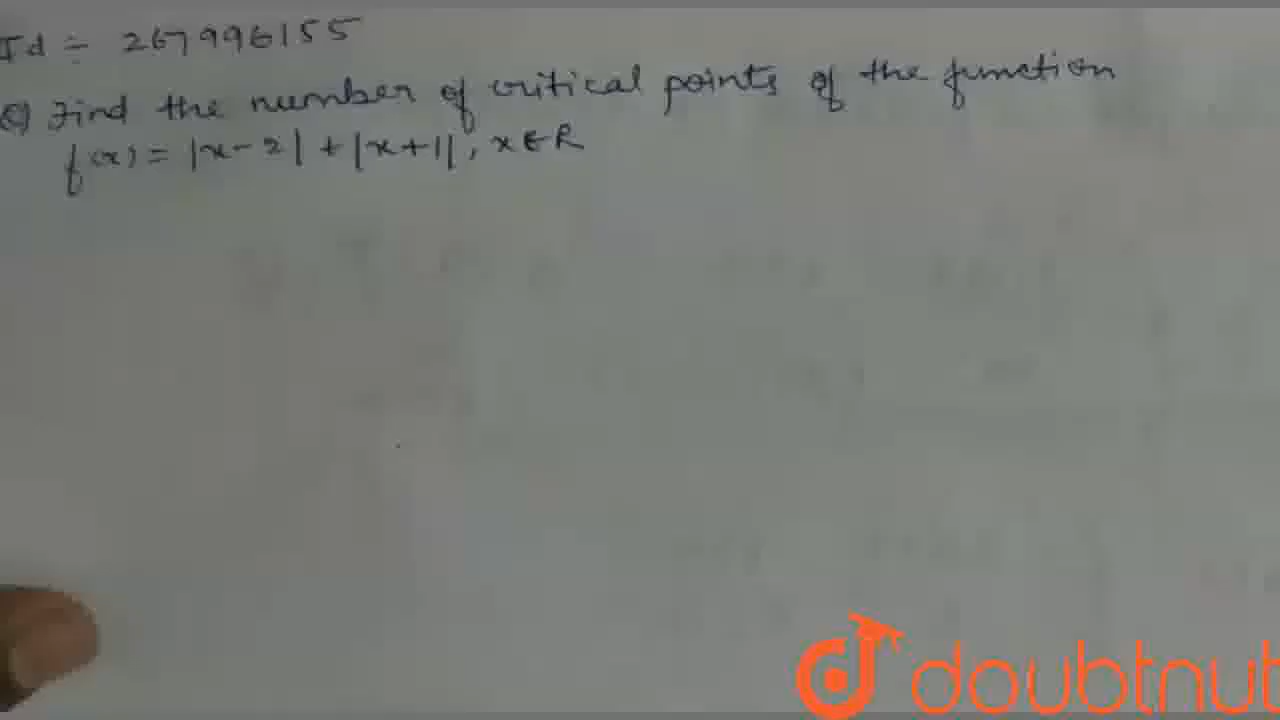 Id ÷ 267996155
Q) Find the number of critical points of the function
f(x) = |x-2| + |x+1|, x ∈ R
doubtnut